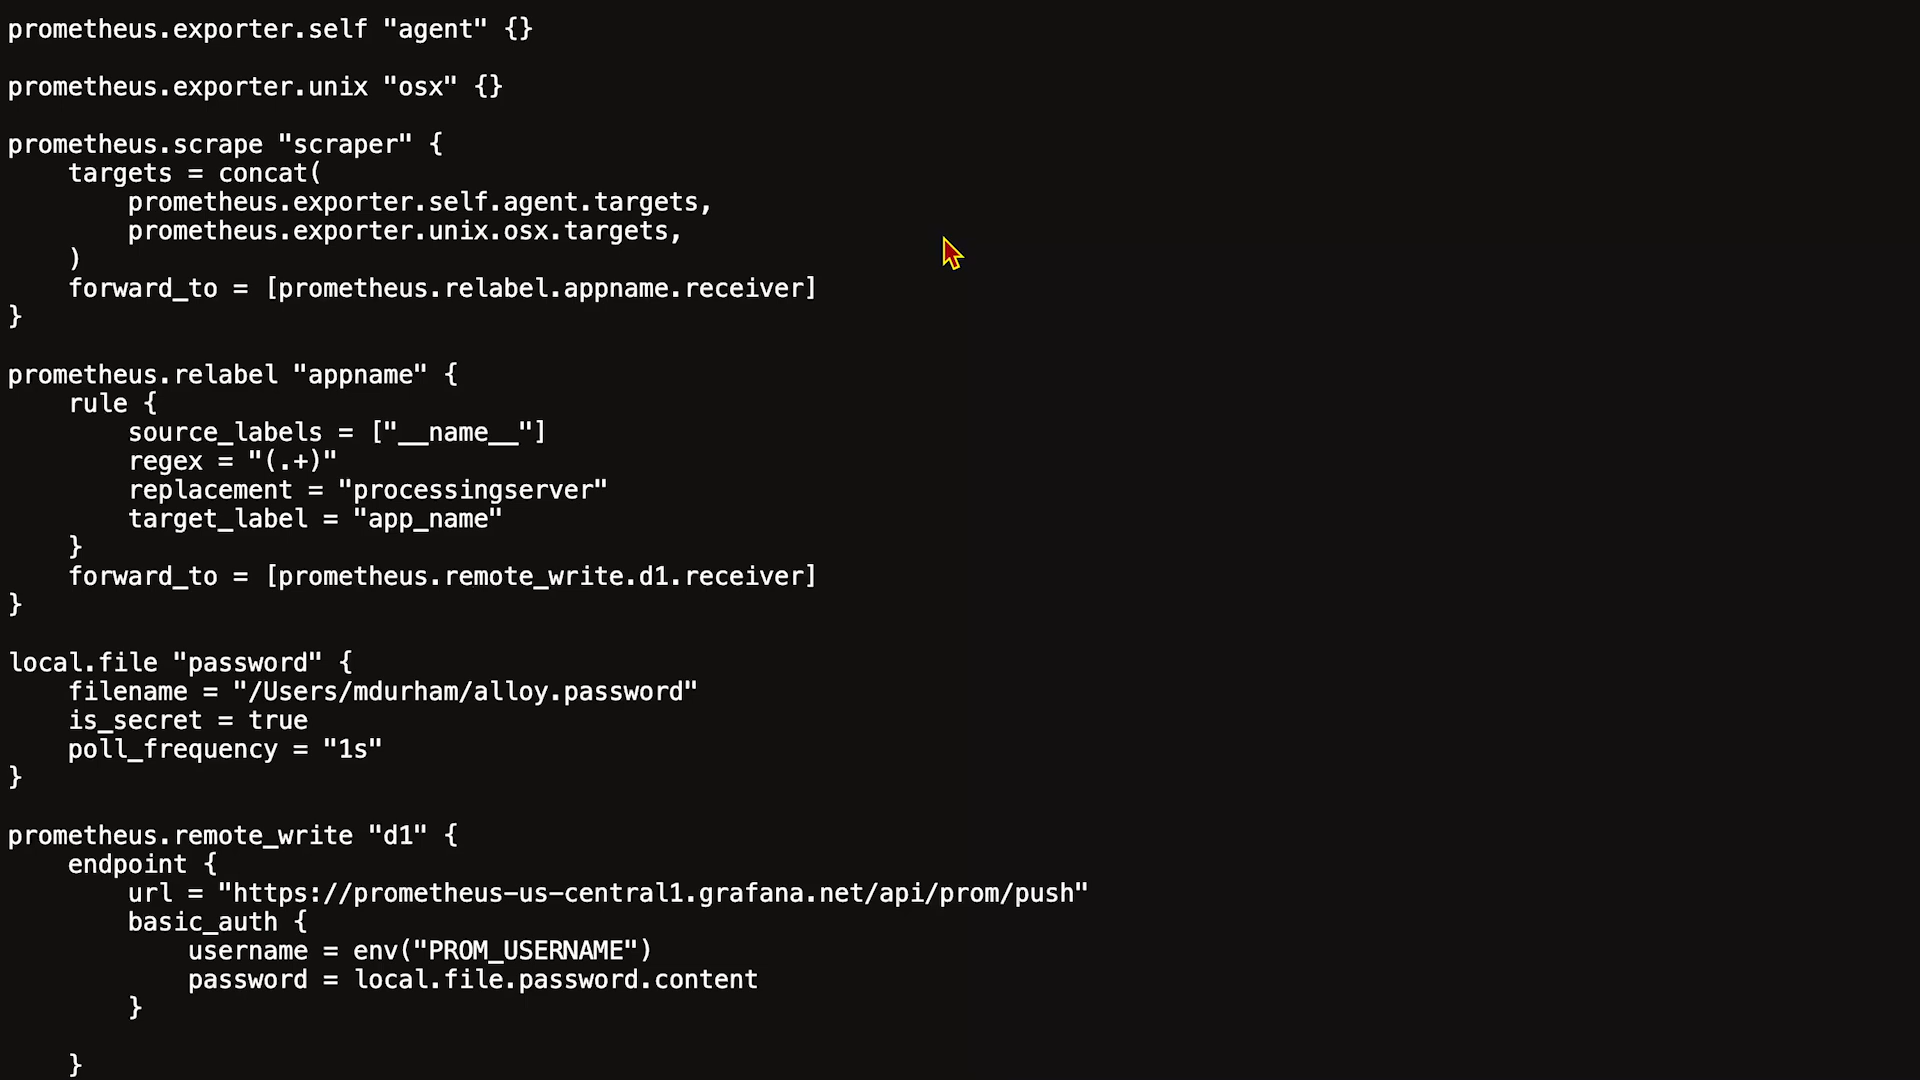 prometheus.exporter.self "agent" {}
prometheus.exporter.unix "osx" {}
prometheus.scrape "scraper" {
    targets = concat(
        prometheus.exporter.self.agent.targets,
        prometheus.exporter.unix.osx.targets,
    )
    forward_to = [prometheus.relabel.appname.receiver]
}
prometheus.relabel "appname" {
    rule {
        source_labels = ["__name__"]
        regex = "(.+)"
        replacement = "processingserver"
        target_label = "app_name"
    }
    forward_to = [prometheus.remote_write.d1.receiver]
}
local.file "password" {
    filename = "/Users/mdurham/alloy.password"
    is_secret = true
    poll_frequency = "1s"
}
prometheus.remote_write "d1" {
    endpoint {
        url = "https://prometheus-us-central1.grafana.net/api/prom/push"
        basic_auth {
            username = env("PROM_USERNAME")
            password = local.file.password.content
        }
    }